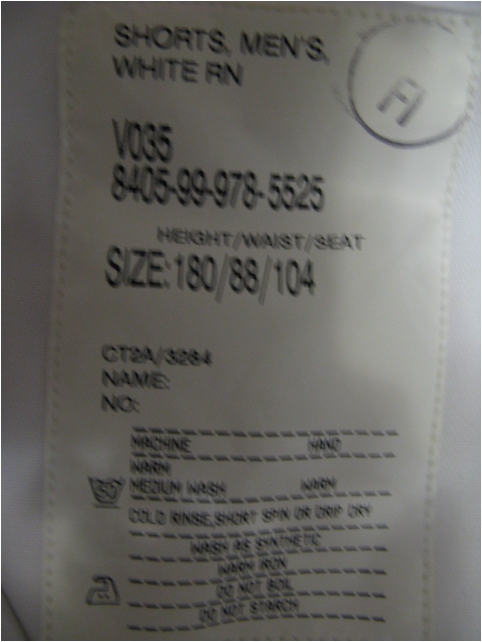 SHORTS, MEN'S,
WHITE RN
FI
V035
8405-99-978-5525
HEIGHT/WAIST/SEAT
SIZE: 180/88/104
CT2A/3284
NAME:
NO:
MACHINE HAND
WARM
MEDIUM WASH WARM
COLD RINSE, SHORT SPIN OR DRIP DRY
WASH AS SYNTHETIC
WARM IRON
DO NOT BOIL
DO NOT STARCH